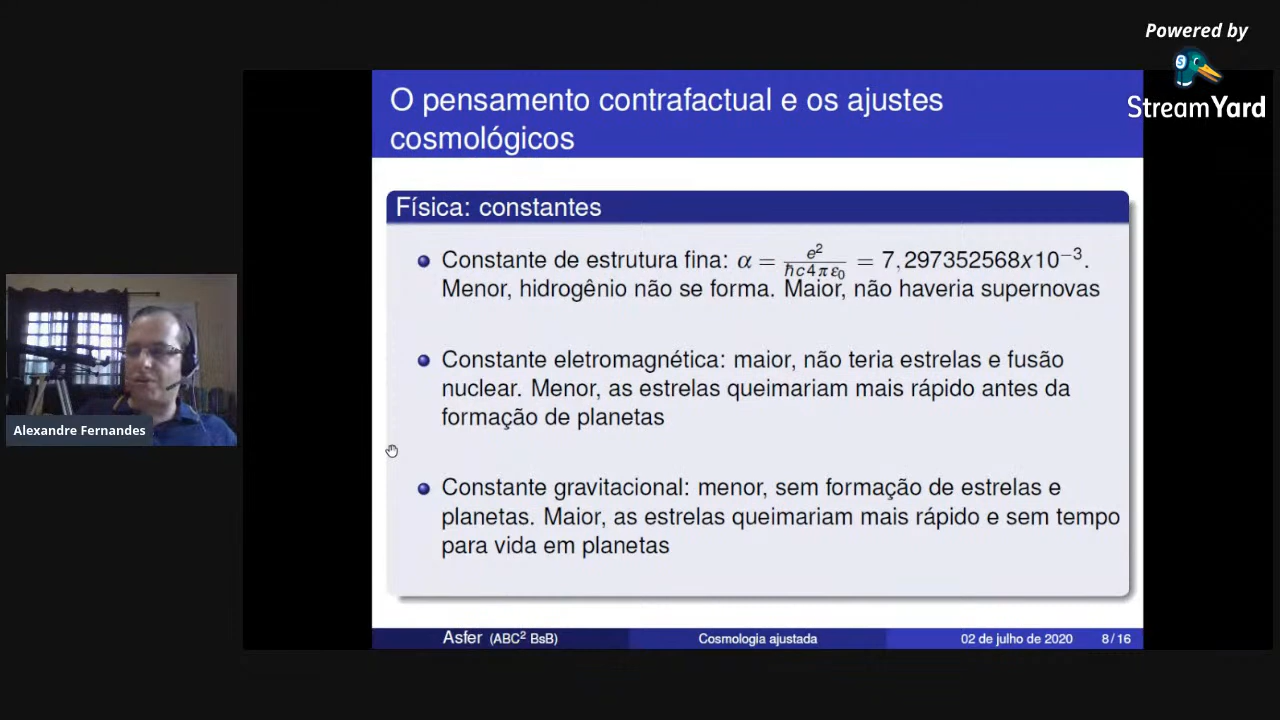 Powered by
StreamYard
O pensamento contrafactual e os ajustes
cosmológicos
Física: constantes
Constante de estrutura fina: α = e²/ħc4πε₀ = 7,297352568x10⁻³.
Menor, hidrogênio não se forma. Maior, não haveria supernovas
Constante eletromagnética: maior, não teria estrelas e fusão
nuclear. Menor, as estrelas queimariam mais rápido antes da
formação de planetas
Constante gravitacional: menor, sem formação de estrelas e
planetas. Maior, as estrelas queimariam mais rápido e sem tempo
para vida em planetas
Alexandre Fernandes
Asfer (ABC² BsB)
Cosmologia ajustada
02 de julho de 2020 8/16